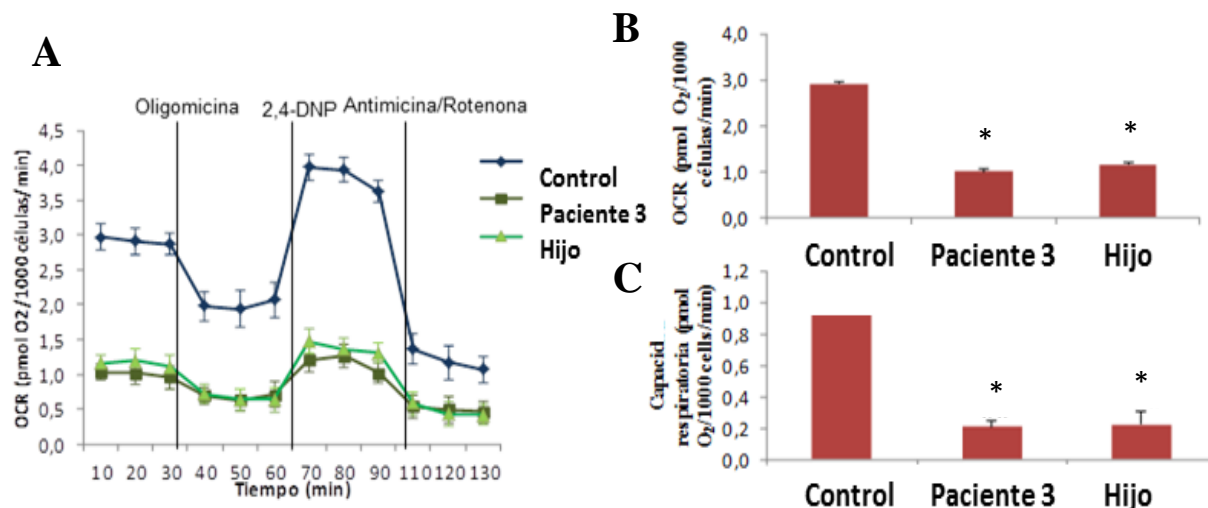 A
Oligomicina
2,4-DNP
Antimicina/Rotenona
OCR (pmol O2/1000 células/ min)
4,5
4,0
3,5
3,0
2,5
2,0
1,5
1,0
0,5
0,0
10 20 30 40 50 60 70 80 90 110 120 130
Tiempo (min)
Control
Paciente 3
Hijo
B
OCR (pmol O₂/1000
células/min)
4,0
3,0
2,0
1,0
0,0
*
*
Control Paciente 3 Hijo
C
Capacid
respiratoria (pmol
O₂/1000 cells/min)
1,2
1,0
0,8
0,6
0,4
0,2
0,0
*
*
Control Paciente 3 Hijo